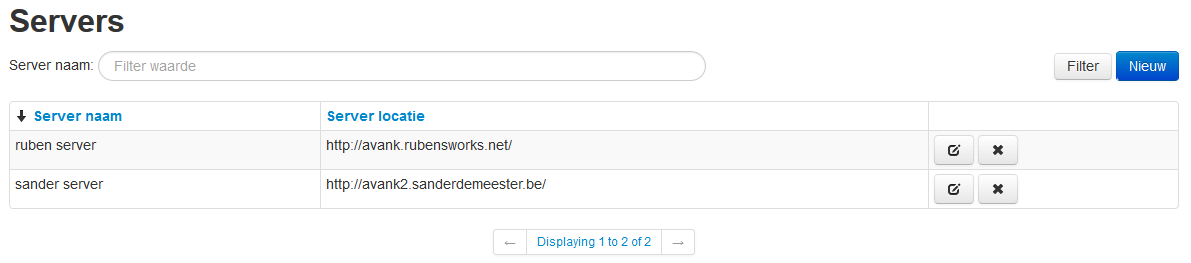 Servers
Server naam: Filter waarde Filter Nieuw
Server naam Server locatie
ruben server http://avank.rubensworks.net/
sander server http://avank2.sanderdemeester.be/
← Displaying 1 to 2 of 2 →